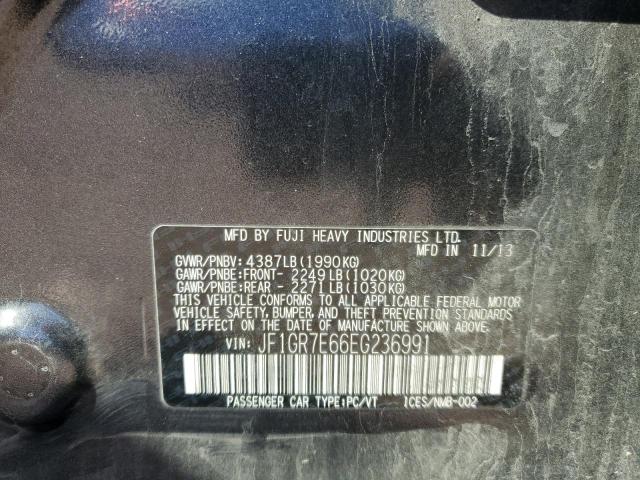 MFD BY FUJI HEAVY INDUSTRIES LTD.
MFD IN 11/13
GVWR/PNBV: 4387LB(1990KG)
GAWR/PNBE:FRONT- 2249LB(1020KG)
GAWR/PNBE:REAR - 2271LB(1030KG)
THIS VEHICLE CONFORMS TO ALL APPLICABLE FEDERAL MOTOR
VEHICLE SAFETY, BUMPER, AND THEFT PREVENTION STANDARDS
IN EFFECT ON THE DATE OF MANUFACTURE SHOWN ABOVE.
VIN: JF1GR7E66EG236991
PASSENGER CAR TYPE:PC/VT ICES/NMB-002